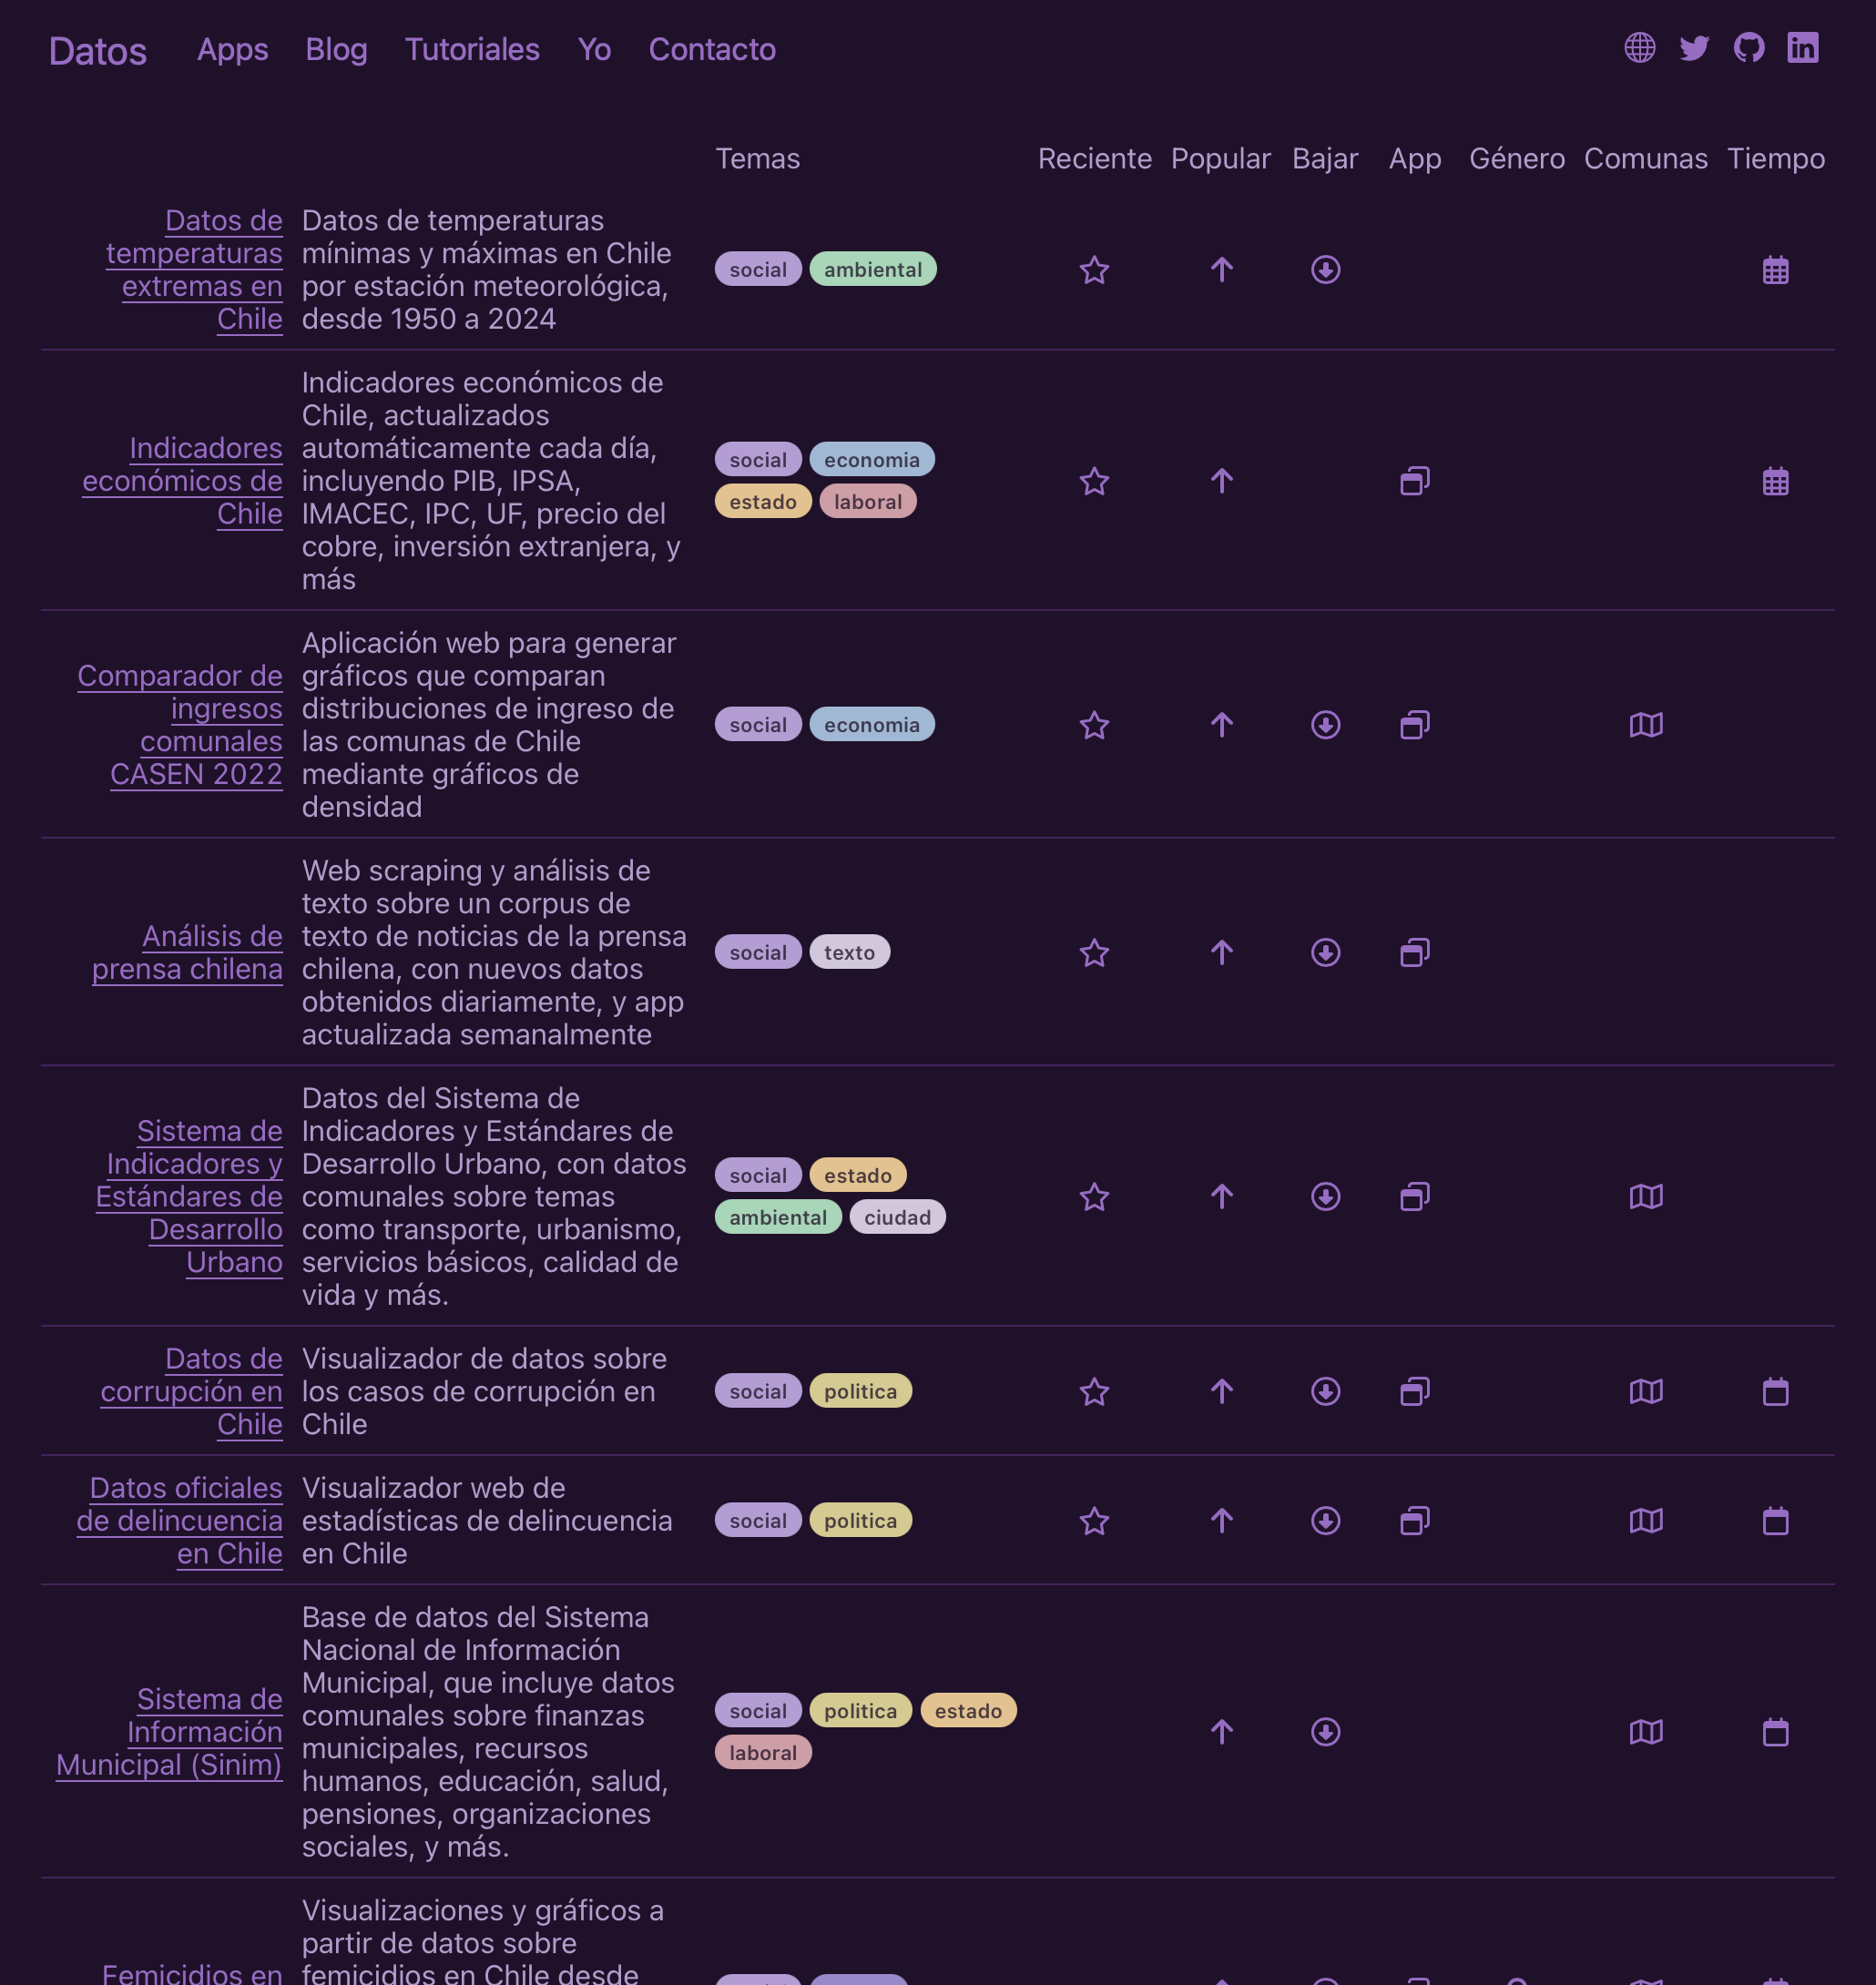 Datos Apps Blog Tutoriales Yo Contacto
Temas Reciente Popular Bajar App Género Comunas Tiempo
Datos de
temperaturas
extremas en
Chile
Datos de temperaturas
mínimas y máximas en Chile
por estación meteorológica,
desde 1950 a 2024
social ambiental
Indicadores
económicos de
Chile
Indicadores económicos de
Chile, actualizados
automáticamente cada día,
incluyendo PIB, IPSA,
IMACEC, IPC, UF, precio del
cobre, inversión extranjera, y
más
social economia
estado laboral
Comparador de
ingresos
comunales
CASEN 2022
Aplicación web para generar
gráficos que comparan
distribuciones de ingreso de
las comunas de Chile
mediante gráficos de
densidad
social economia
Análisis de
prensa chilena
Web scraping y análisis de
texto sobre un corpus de
texto de noticias de la prensa
chilena, con nuevos datos
obtenidos diariamente, y app
actualizada semanalmente
social texto
Sistema de
Indicadores y
Estándares de
Desarrollo
Urbano
Datos del Sistema de
Indicadores y Estándares de
Desarrollo Urbano, con datos
comunales sobre temas
como transporte, urbanismo,
servicios básicos, calidad de
vida y más.
social estado
ambiental ciudad
Datos de
corrupción en
Chile
Visualizador de datos sobre
los casos de corrupción en
Chile
social politica
Datos oficiales
de delincuencia
en Chile
Visualizador web de
estadísticas de delincuencia
en Chile
social politica
Sistema de
Información
Municipal (Sinim)
Base de datos del Sistema
Nacional de Información
Municipal, que incluye datos
comunales sobre finanzas
municipales, recursos
humanos, educación, salud,
pensiones, organizaciones
sociales, y más.
social politica estado
laboral
Femicidios en
Visualizaciones y gráficos a
partir de datos sobre
femicidios en Chile desde